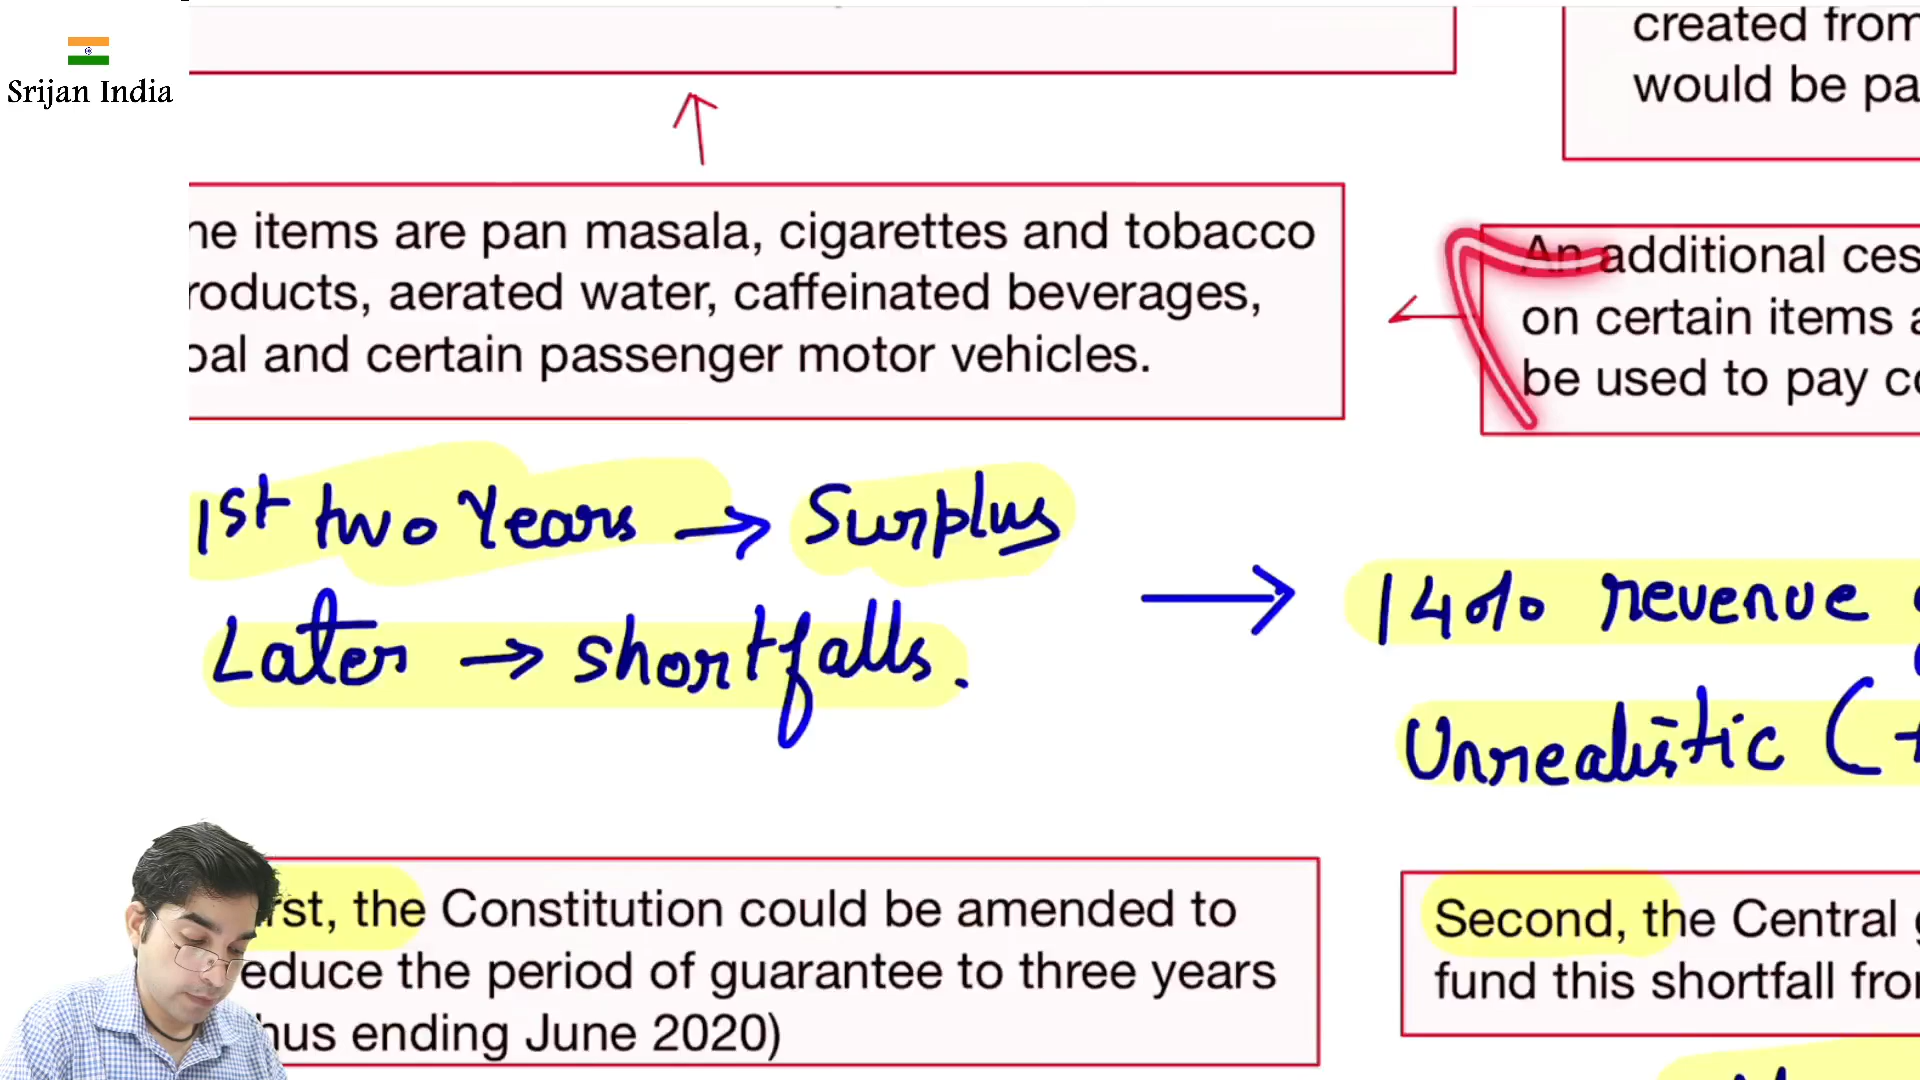 Srijan India
created from
would be pa
ne items are pan masala, cigarettes and tobacco
roducts, aerated water, caffeinated beverages,
oal and certain passenger motor vehicles.
An additional ces
on certain items a
be used to pay co
1st two Years → Surplus
Later → shortfalls.
→ 14% revenue
Unrealistic (
rst, the Constitution could be amended to
educe the period of guarantee to three years
hus ending June 2020)
Second, the Central g
fund this shortfall fro